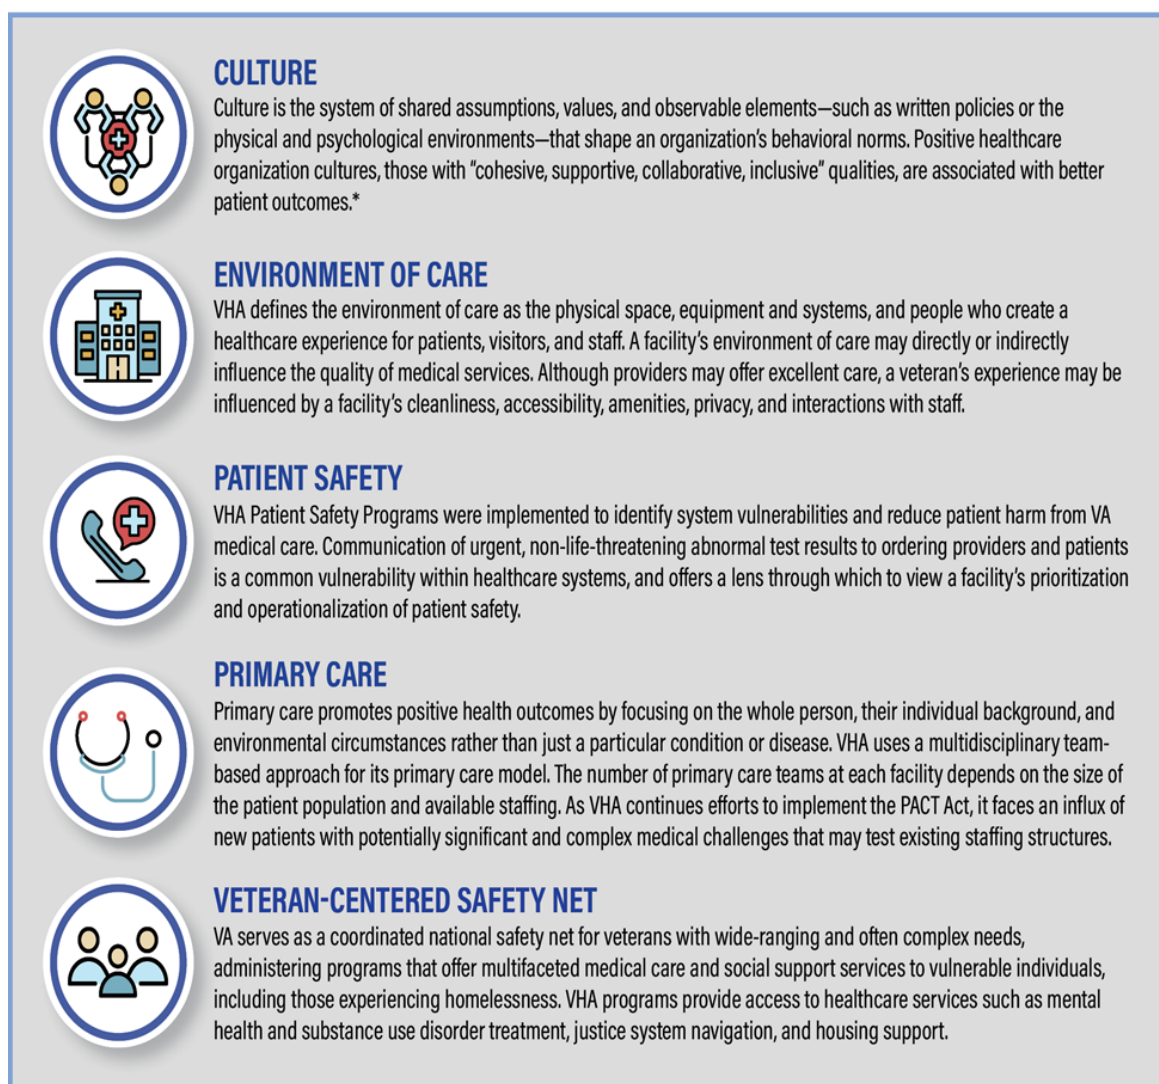 CULTURE
Culture is the system of shared assumptions, values, and observable elements—such as written policies or the
physical and psychological environments—that shape an organization’s behavioral norms. Positive healthcare
organization cultures, those with “cohesive, supportive, collaborative, inclusive” qualities, are associated with better
patient outcomes.*
ENVIRONMENT OF CARE
VHA defines the environment of care as the physical space, equipment and systems, and people who create a
healthcare experience for patients, visitors, and staff. A facility’s environment of care may directly or indirectly
influence the quality of medical services. Although providers may offer excellent care, a veteran’s experience may be
influenced by a facility’s cleanliness, accessibility, amenities, privacy, and interactions with staff.
PATIENT SAFETY
VHA Patient Safety Programs were implemented to identify system vulnerabilities and reduce patient harm from VA
medical care. Communication of urgent, non-life-threatening abnormal test results to ordering providers and patients
is a common vulnerability within healthcare systems, and offers a lens through which to view a facility’s prioritization
and operationalization of patient safety.
PRIMARY CARE
Primary care promotes positive health outcomes by focusing on the whole person, their individual background, and
environmental circumstances rather than just a particular condition or disease. VHA uses a multidisciplinary team-
based approach for its primary care model. The number of primary care teams at each facility depends on the size of
the patient population and available staffing. As VHA continues efforts to implement the PACT Act, it faces an influx of
new patients with potentially significant and complex medical challenges that may test existing staffing structures.
VETERAN-CENTERED SAFETY NET
VA serves as a coordinated national safety net for veterans with wide-ranging and often complex needs,
administering programs that offer multifaceted medical care and social support services to vulnerable individuals,
including those experiencing homelessness. VHA programs provide access to healthcare services such as mental
health and substance use disorder treatment, justice system navigation, and housing support.